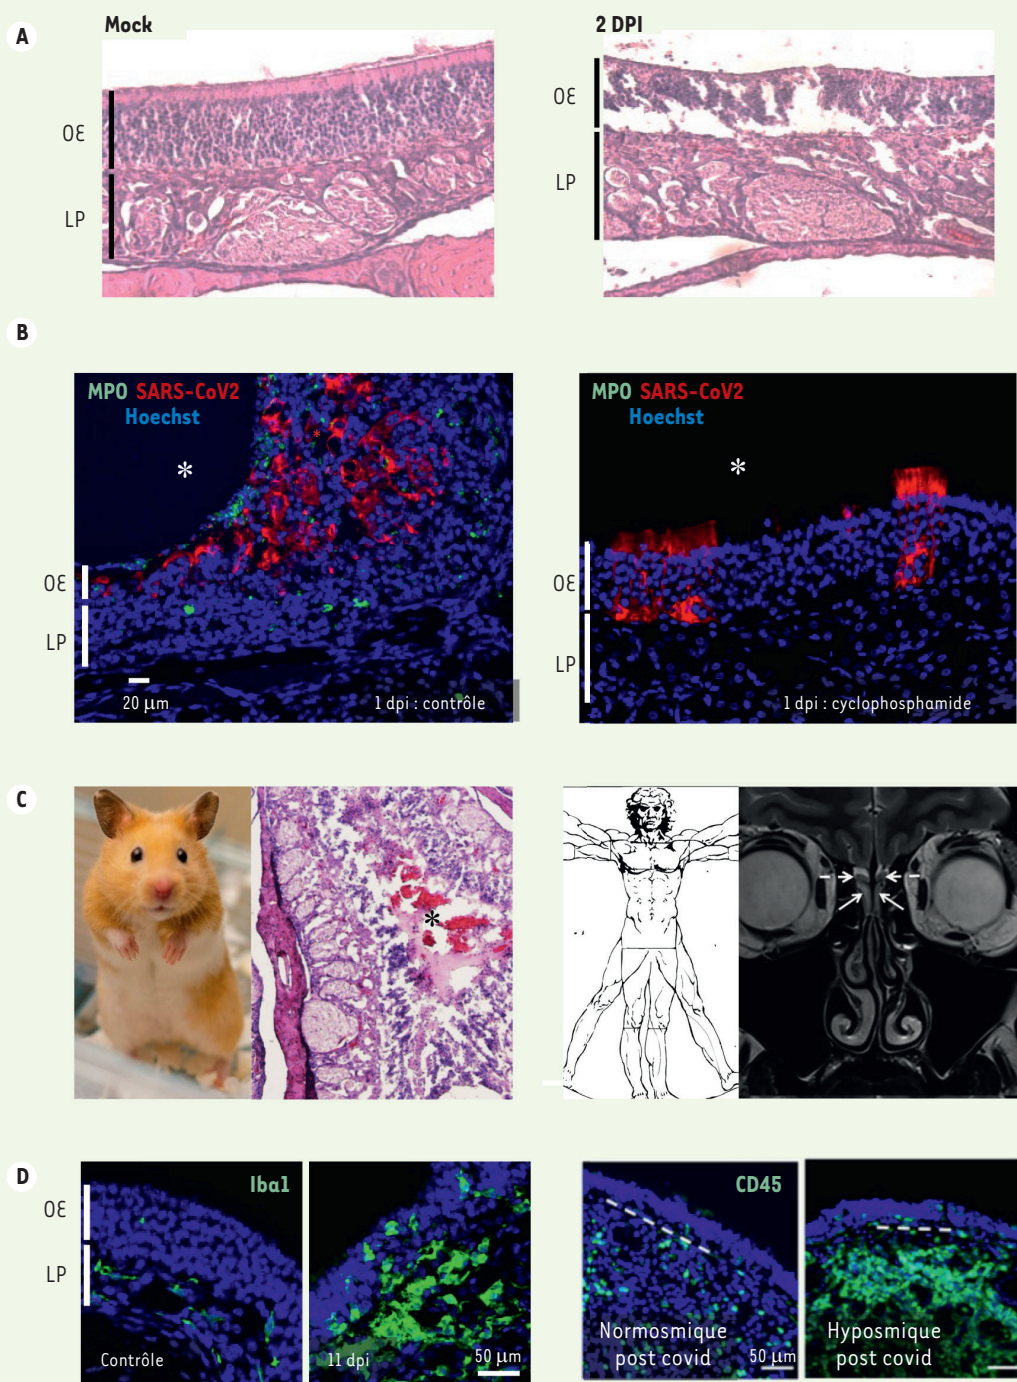 A
Mock
2 DPI
OE
LP
OE
LP
B
MPO SARS-CoV2
Hoechst
OE
LP
20 µm
1 dpi : contrôle
MPO SARS-CoV2
Hoechst
OE
LP
1 dpi : cyclophosphamide
C
D
OE
LP
Iba1
Contrôle
11 dpi
50 µm
CD45
Normosmique
post covid
50 µm
Hyposmique
post covid